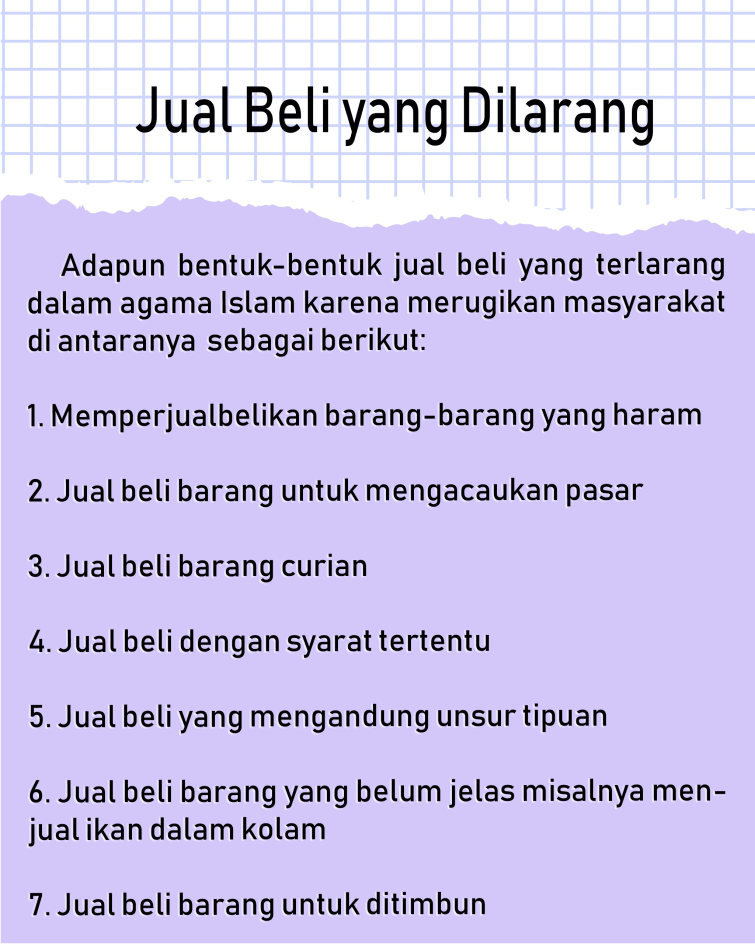 Jual Beli yang Dilarang
Adapun bentuk-bentuk jual beli yang terlarang
dalam agama Islam karena merugikan masyarakat
di antaranya sebagai berikut:
1. Memperjualbelikan barang-barang yang haram
2. Jual beli barang untuk mengacaukan pasar
3. Jual beli barang curian
4. Jual beli dengan syarat tertentu
5. Jual beli yang mengandung unsur tipuan
6. Jual beli barang yang belum jelas misalnya men-
jual ikan dalam kolam
7. Jual beli barang untuk ditimbun